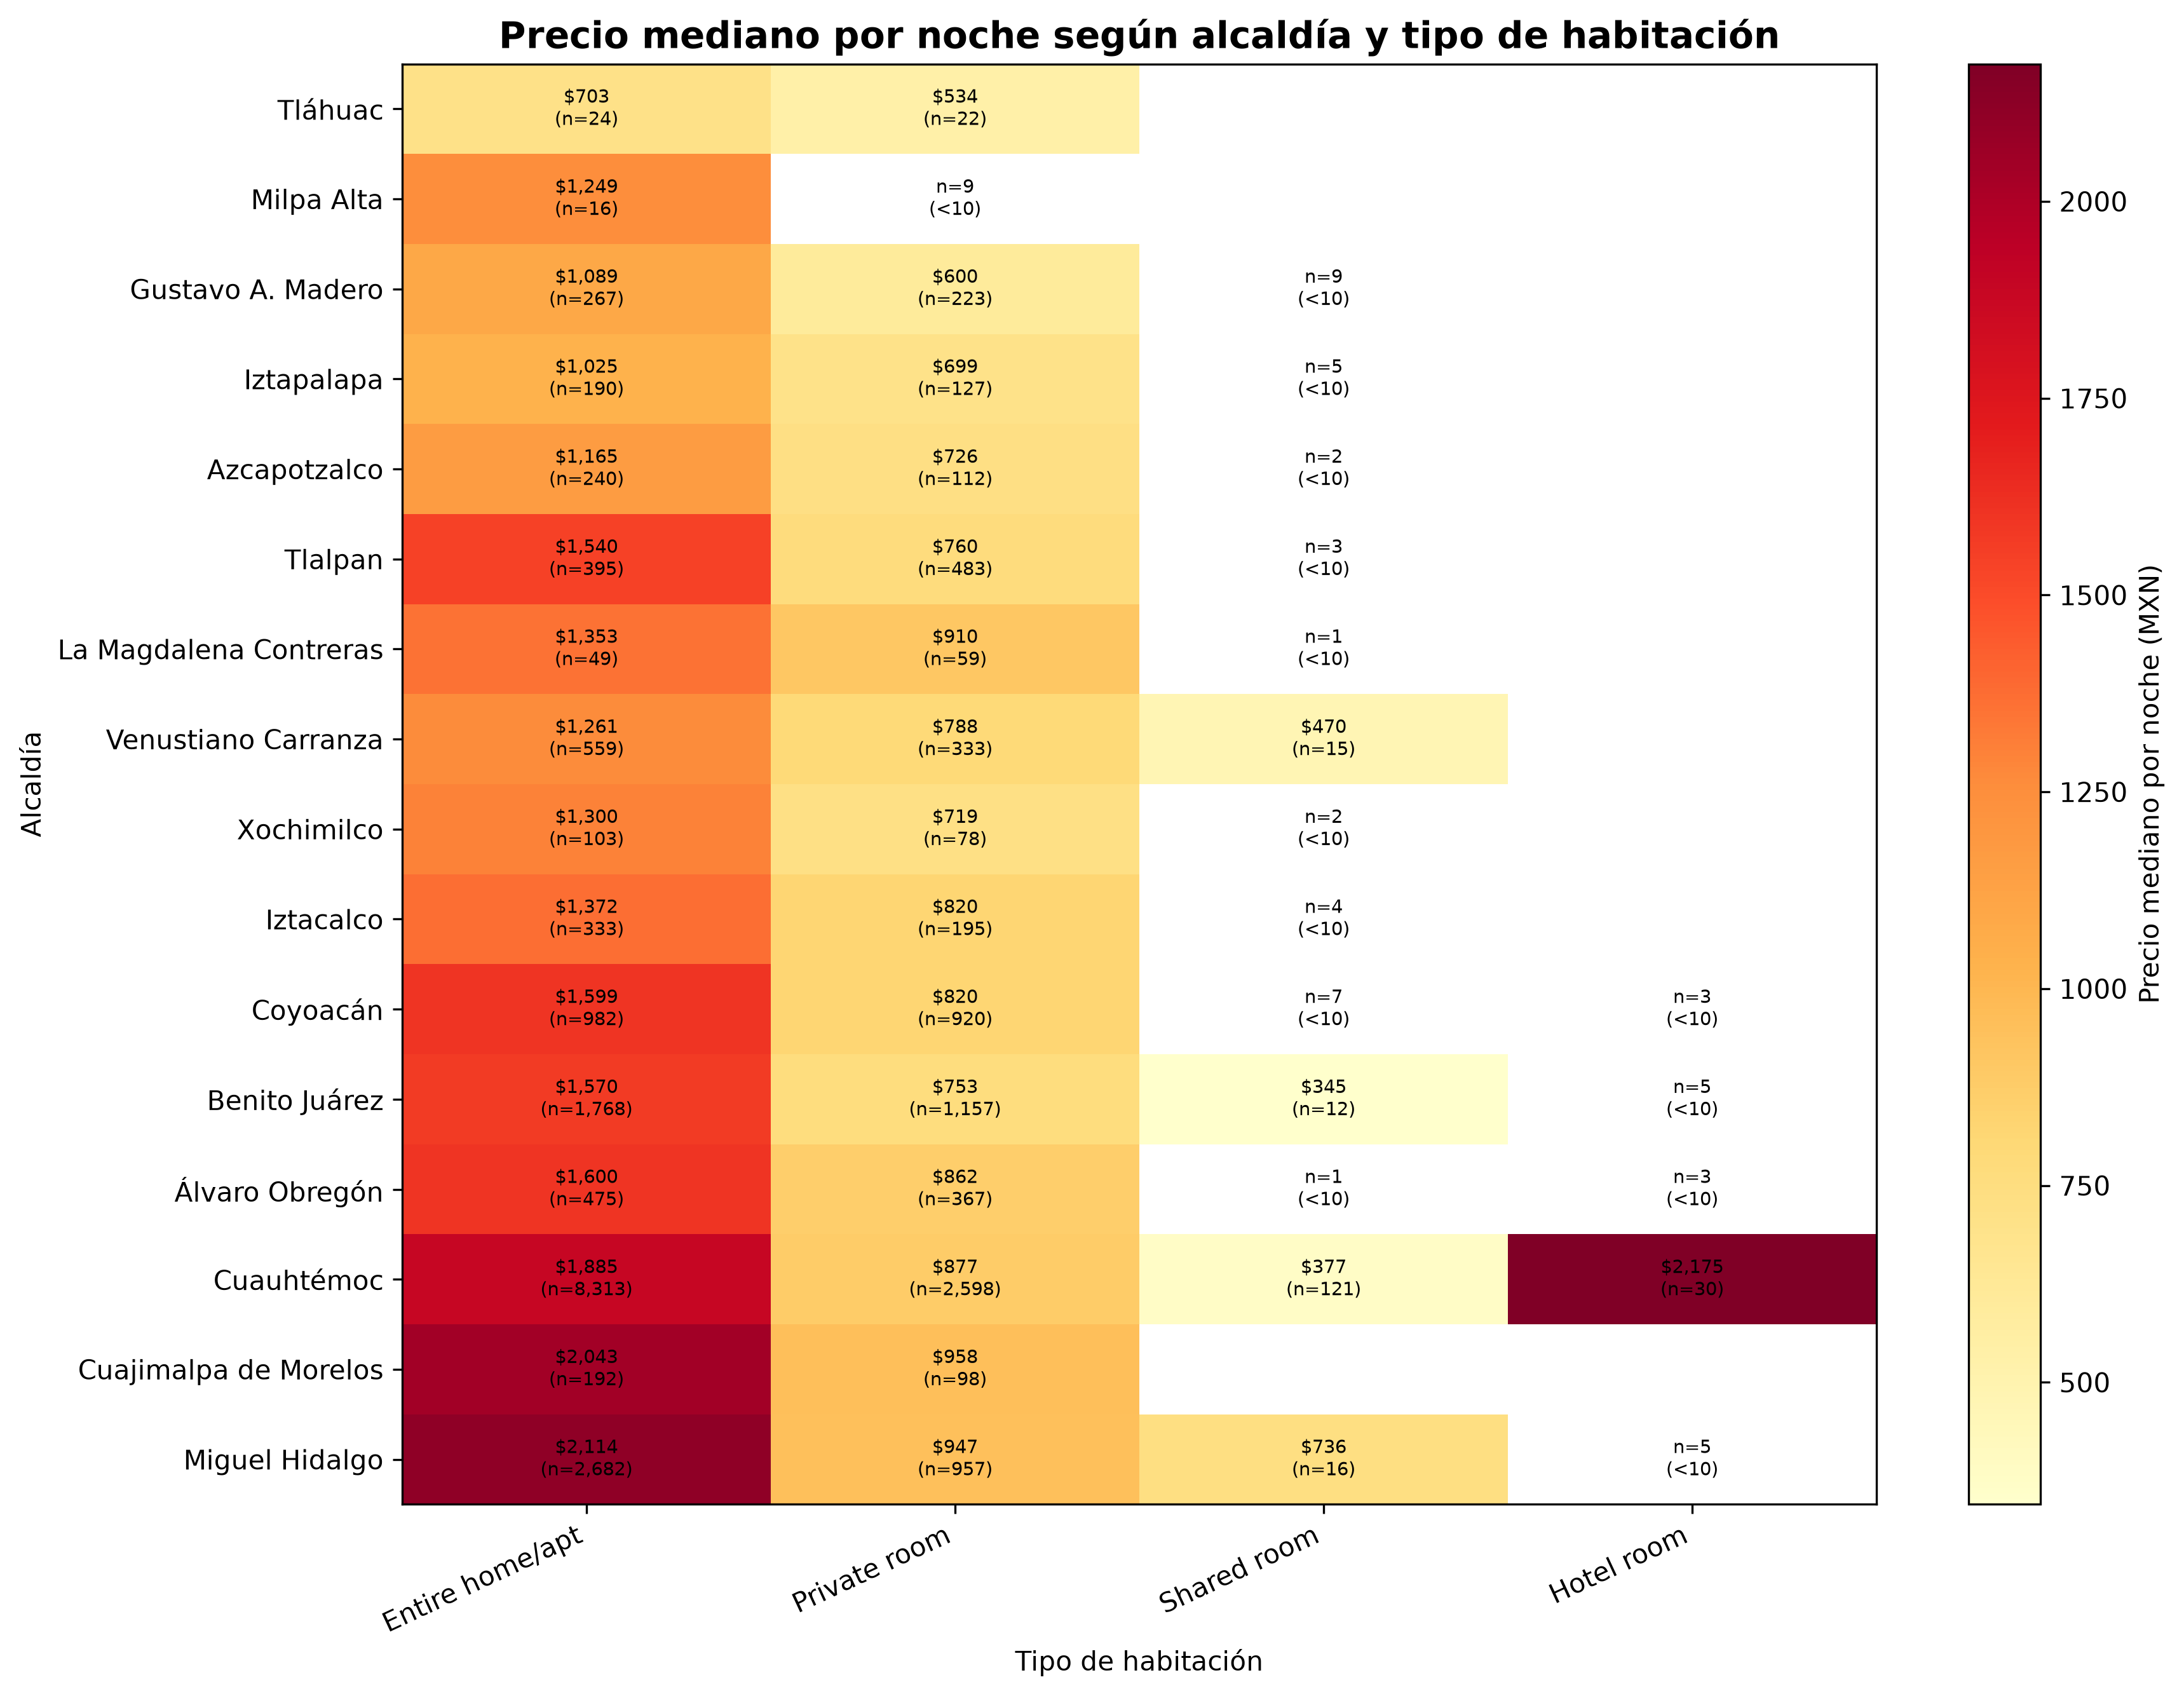 Precio mediano por noche según alcaldía y tipo de habitación
Alcaldía
Tláhuac
$703
(n=24)
$534
(n=22)
Milpa Alta
$1,249
(n=16)
n=9
(<10)
Gustavo A. Madero
$1,089
(n=267)
$600
(n=223)
n=9
(<10)
Iztapalapa
$1,025
(n=190)
$699
(n=127)
n=5
(<10)
Azcapotzalco
$1,165
(n=240)
$726
(n=112)
n=2
(<10)
Tlalpan
$1,540
(n=395)
$760
(n=483)
n=3
(<10)
La Magdalena Contreras
$1,353
(n=49)
$910
(n=59)
n=1
(<10)
Venustiano Carranza
$1,261
(n=559)
$788
(n=333)
$470
(n=15)
Xochimilco
$1,300
(n=103)
$719
(n=78)
n=2
(<10)
Iztacalco
$1,372
(n=333)
$820
(n=195)
n=4
(<10)
Coyoacán
$1,599
(n=982)
$820
(n=920)
n=7
(<10)
n=3
(<10)
Benito Juárez
$1,570
(n=1,768)
$753
(n=1,157)
$345
(n=12)
n=5
(<10)
Álvaro Obregón
$1,600
(n=475)
$862
(n=367)
n=1
(<10)
n=3
(<10)
Cuauhtémoc
$1,885
(n=8,313)
$877
(n=2,598)
$377
(n=121)
$2,175
(n=30)
Cuajimalpa de Morelos
$2,043
(n=192)
$958
(n=98)
Miguel Hidalgo
$2,114
(n=2,682)
$947
(n=957)
$736
(n=16)
n=5
(<10)
Entire home/apt
Private room
Shared room
Hotel room
Tipo de habitación
2000
1750
1500
1250
1000
750
500
Precio mediano por noche (MXN)